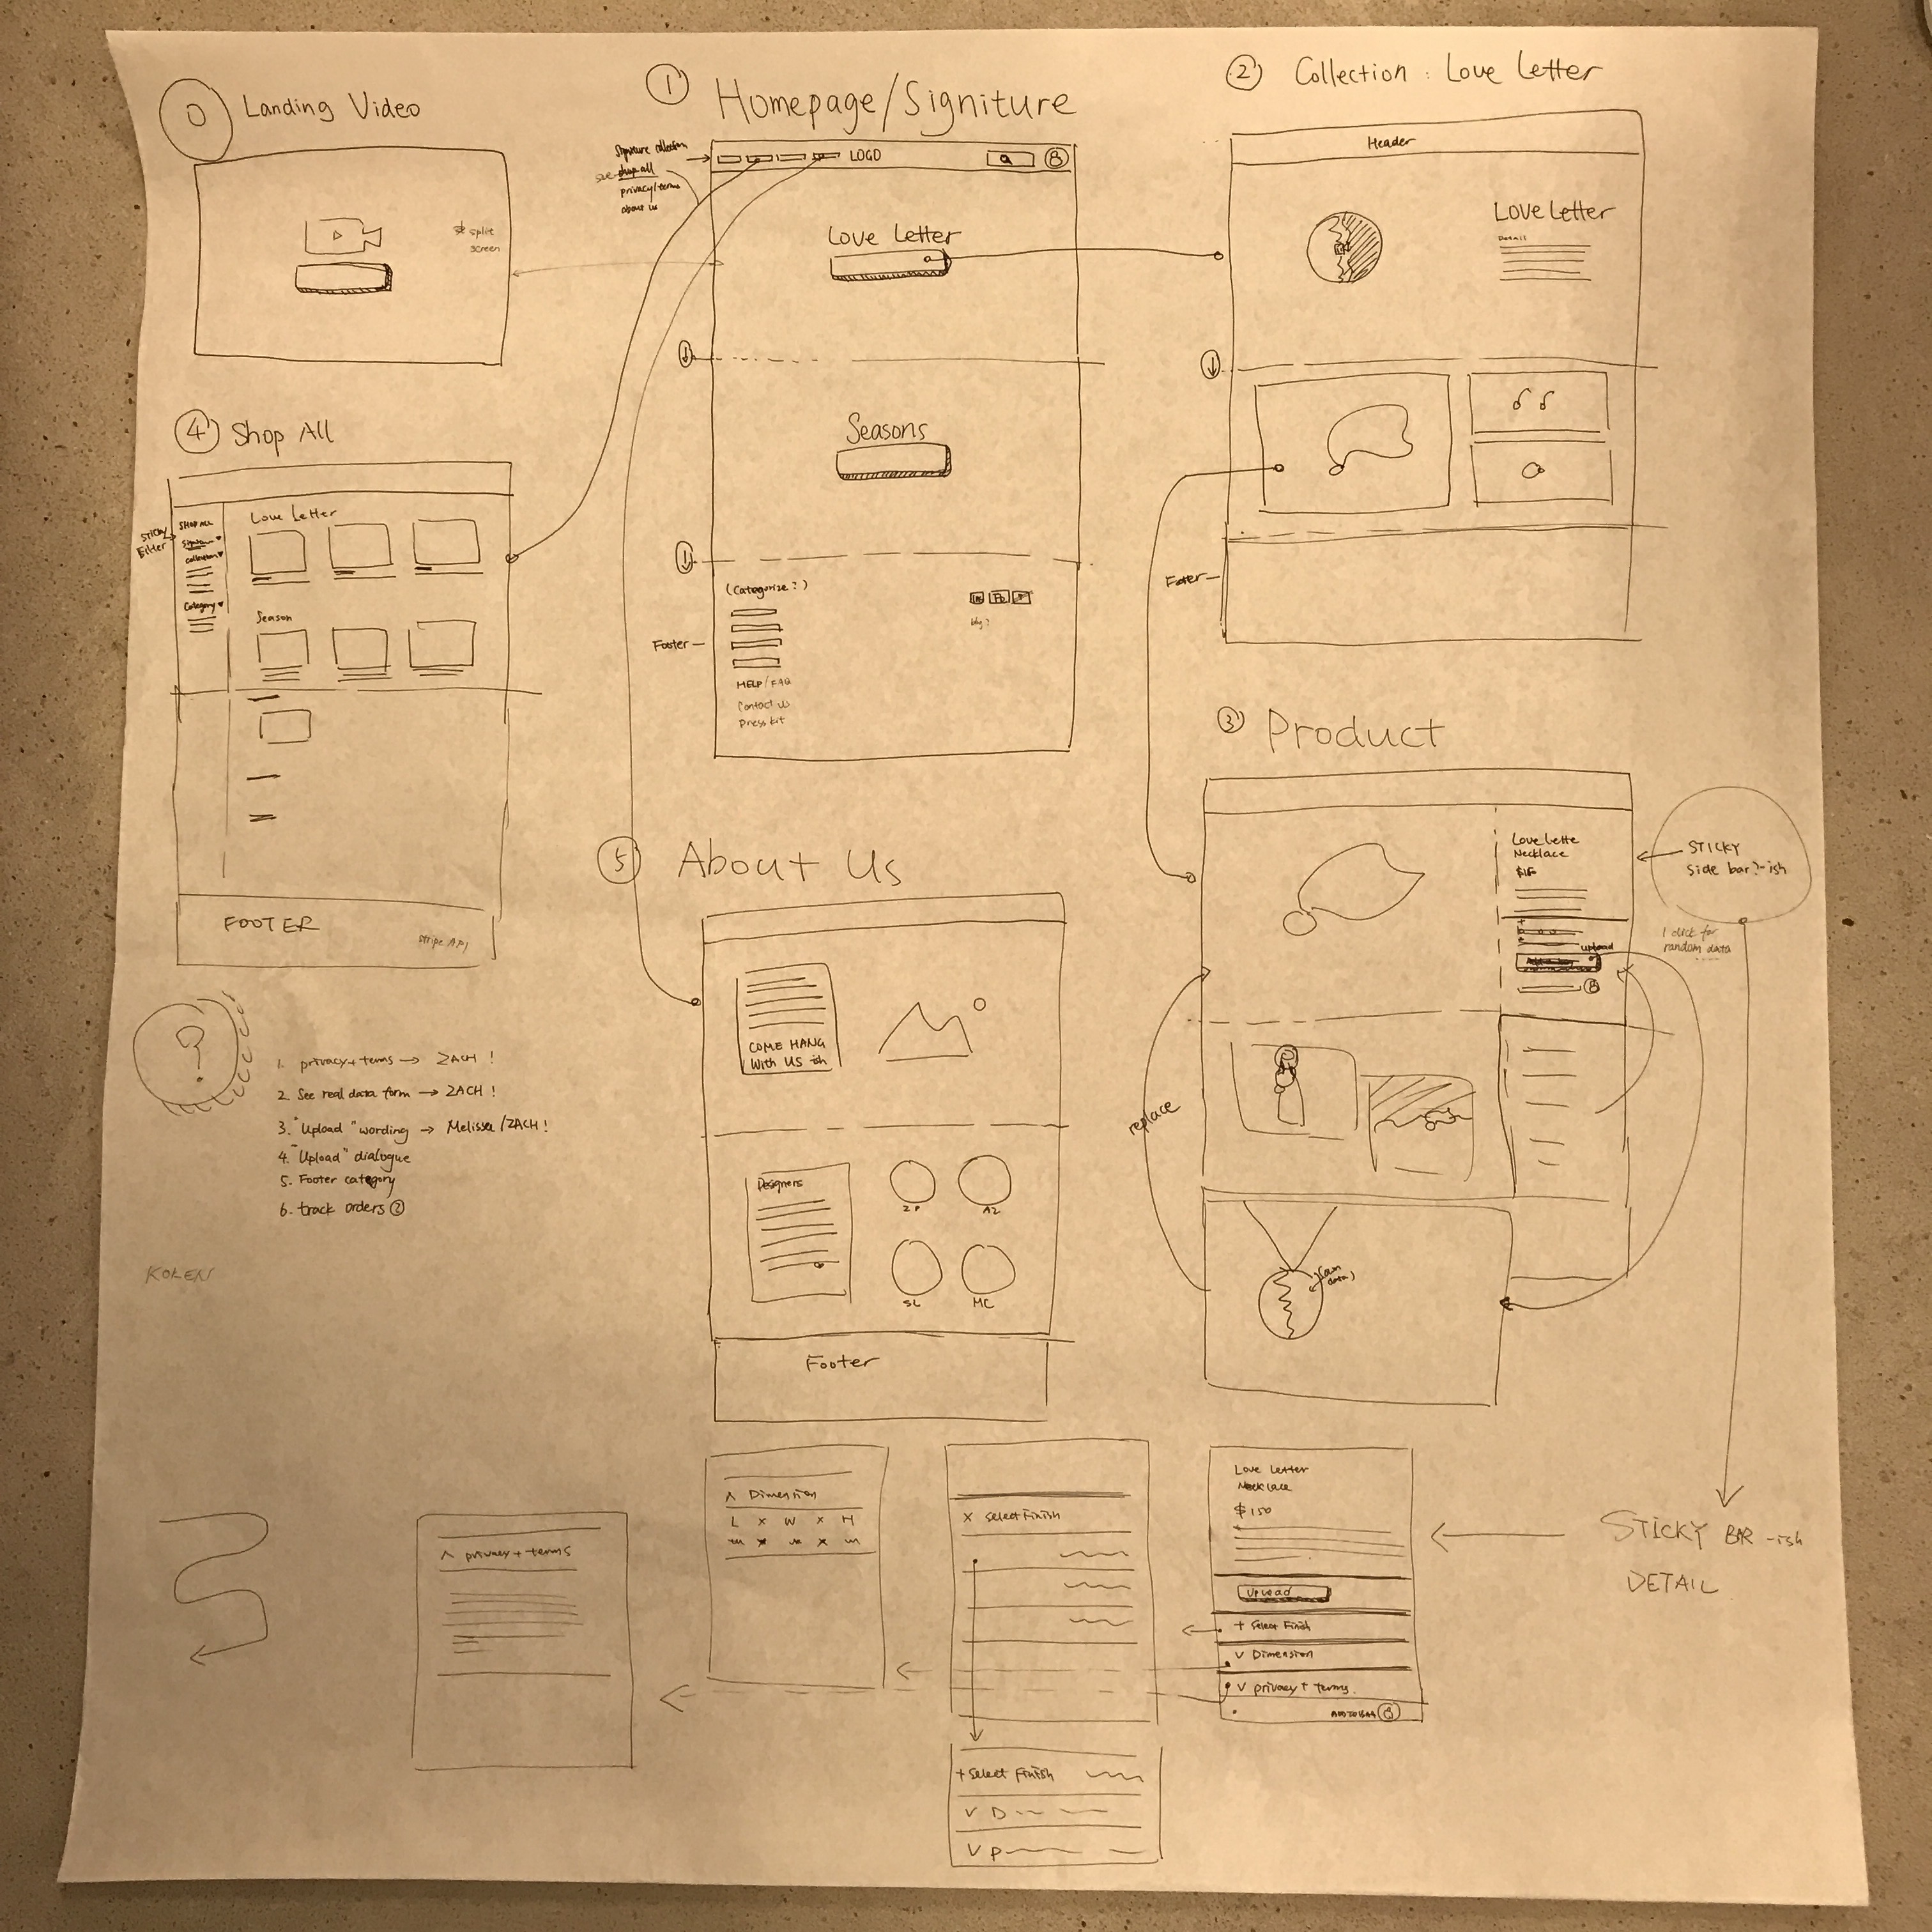 0 Landing Video
split
screen
1 Homepage/Signiture
Signature collection
shop all
privacy/terms
about us
LOGO
B
Love Letter
Seasons
(Categorize:)
Footer
HELP/FAQ
Contact us
Press kit
2 Collection: Love Letter
Header
Love Letter
Detail
Footer
4 Shop All
Sticky
Filter
SHOP ALL
Collection
Category
Love Letter
Season
FOOTER
Stripe API
3 Product
Love Lette
Necklace
Upload
STICKY
Side bar?-ish
1 click for
random data
replace
(own
data)
5 About Us
COME HANG
With US ish
Designers
ZP
AZ
SL
MC
Footer
?
1. privacy+terms → ZACH!
2. See real data form → ZACH!
3. "Upload" wording → Melissa/ZACH!
4. "Upload" dialogue
5. Footer category
6. track orders ?
KOLEN
^ privacy + terms
^ Dimension
L x W x H
x Select Finish
Love Letter
Necklace
$150
Upload
+ Select Finish
v Dimension
v privacy + terms.
ADD TO BAG
STICKY BAR -ish
DETAIL
+ Select Finish
v D
v P